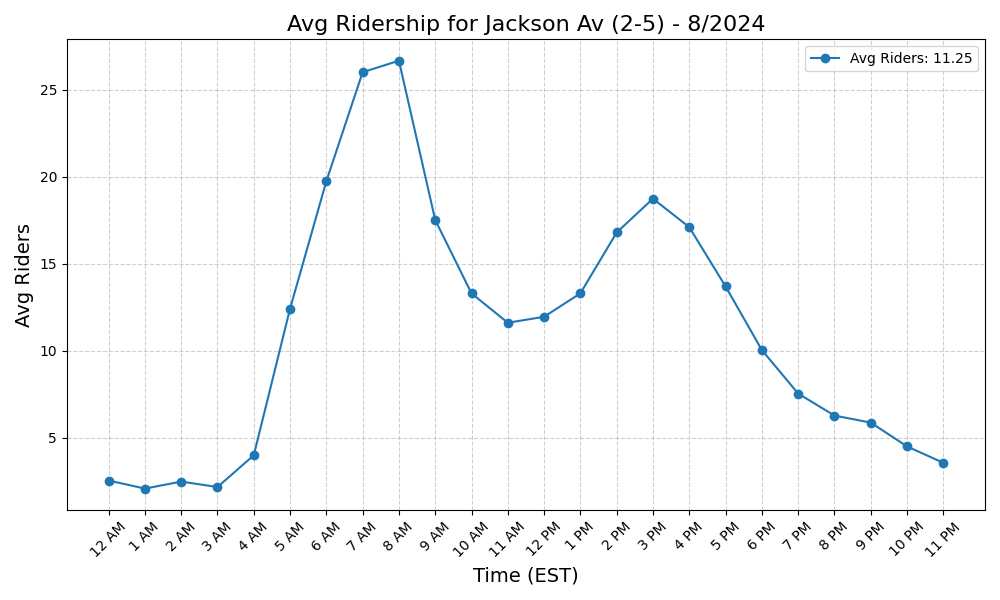 Avg Ridership for Jackson Av (2-5) - 8/2024
Avg Riders: 11.25
Avg Riders
25
20
15
10
5
12 AM
1 AM
2 AM
3 AM
4 AM
5 AM
6 AM
7 AM
8 AM
9 AM
10 AM
11 AM
12 PM
1 PM
2 PM
3 PM
4 PM
5 PM
6 PM
7 PM
8 PM
9 PM
10 PM
11 PM
Time (EST)